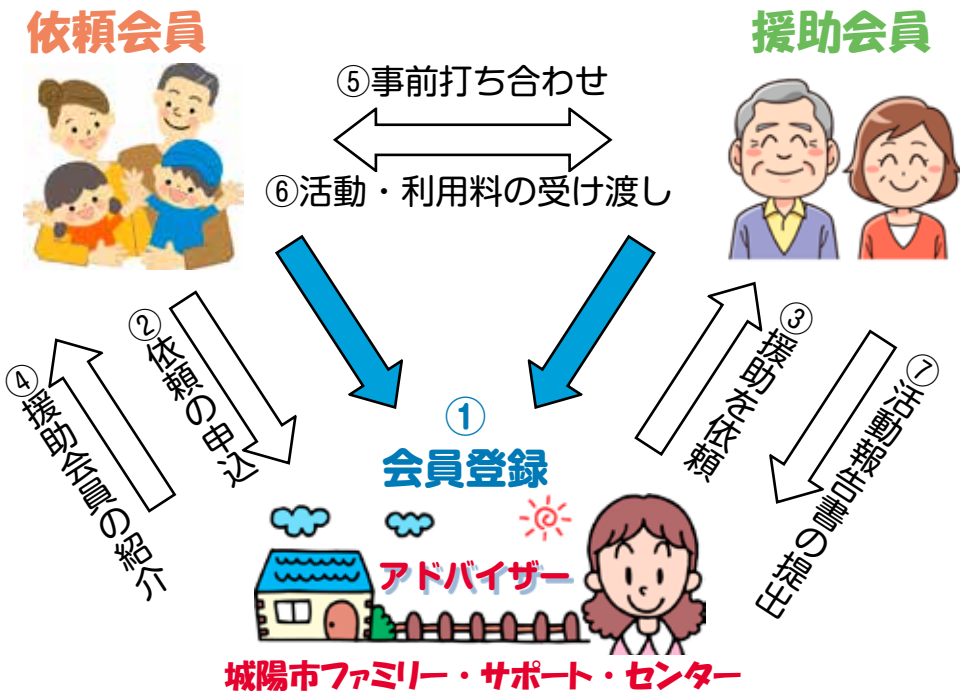 依頼会員
援助会員
⑤事前打ち合わせ
⑥活動・利用料の受け渡し
②依頼の申込
④援助会員の紹介
③援助を依頼
⑦活動報告書の提出
①
会員登録
アドバイザー
城陽市ファミリー・サポート・センター